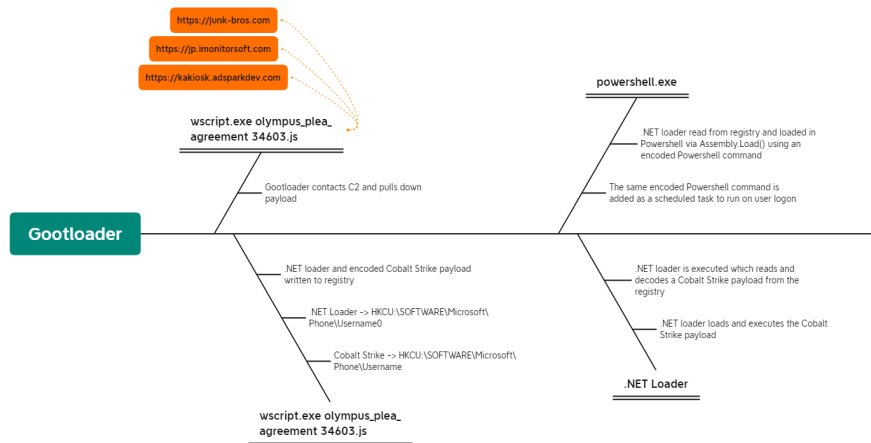 https://junk-bros.com
https://jp.imonitorsoft.com
https://kakiosk.adsparkdev.com
wscript.exe olympus_plea_
agreement 34603.js
Gootloader contacts C2 and pulls down
payload
powershell.exe
.NET loader read from registry and loaded in
Powershell via Assembly.Load() using an
encoded Powershell command
The same encoded Powershell command is
added as a scheduled task to run on user logon
Gootloader
.NET loader and encoded Cobalt Strike payload
written to registry
.NET Loader -> HKCU:\SOFTWARE\Microsoft\
Phone\Username0
Cobalt Strike -> HKCU:\SOFTWARE\Microsoft\
Phone\Username
wscript.exe olympus_plea_
agreement 34603.js
.NET loader is executed which reads and
decodes a Cobalt Strike payload from the
registry
.NET loader loads and executes the Cobalt
Strike payload
.NET Loader